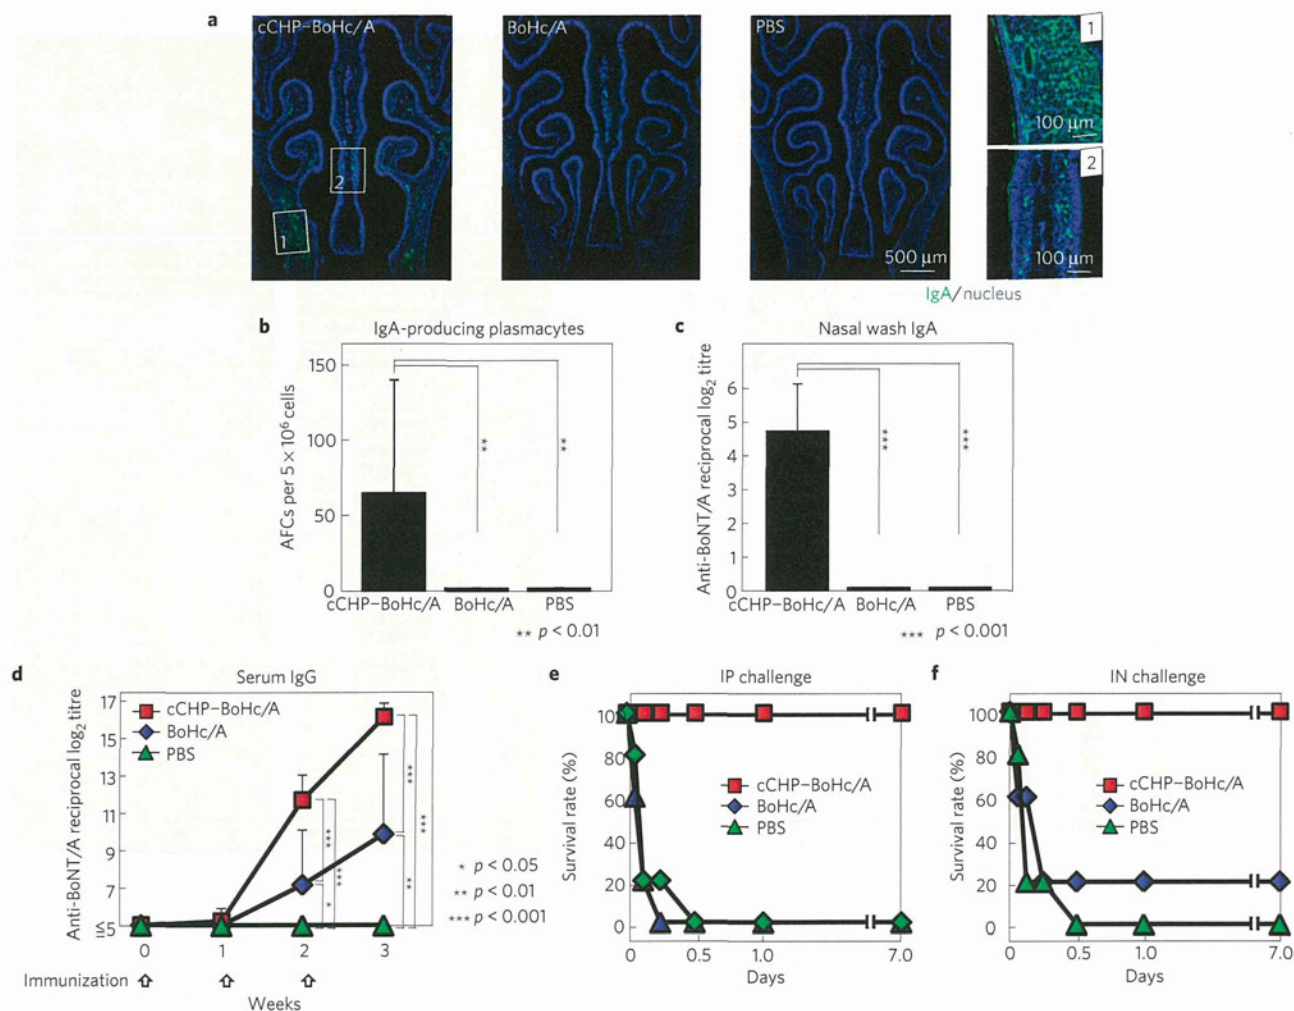 a
cCHP–BoHc/A
BoHc/A
PBS
1
2
500 μm
1
100 μm
2
100 μm
IgA/nucleus
b
IgA-producing plasmacytes
AFCs per 5 × 10⁶ cells
150
100
50
0
**
**
cCHP–BoHc/A BoHc/A PBS
** p < 0.01
c
Nasal wash IgA
Anti-BoNT/A reciprocal log₂ titre
6
5
4
3
2
1
0
***
***
cCHP–BoHc/A BoHc/A PBS
*** p < 0.001
d
Serum IgG
Anti-BoNT/A reciprocal log₂ titre
17
15
13
11
9
7
≦5
cCHP–BoHc/A
BoHc/A
PBS
***
***
*
***
***
**
0 1 2 3
Immunization
Weeks
* p < 0.05
** p < 0.01
*** p < 0.001
e
IP challenge
Survival rate (%)
100
80
60
40
20
0
cCHP–BoHc/A
BoHc/A
PBS
0 0.5 1.0 7.0
Days
f
IN challenge
Survival rate (%)
100
80
60
40
20
0
cCHP–BoHc/A
BoHc/A
PBS
0 0.5 1.0 7.0
Days